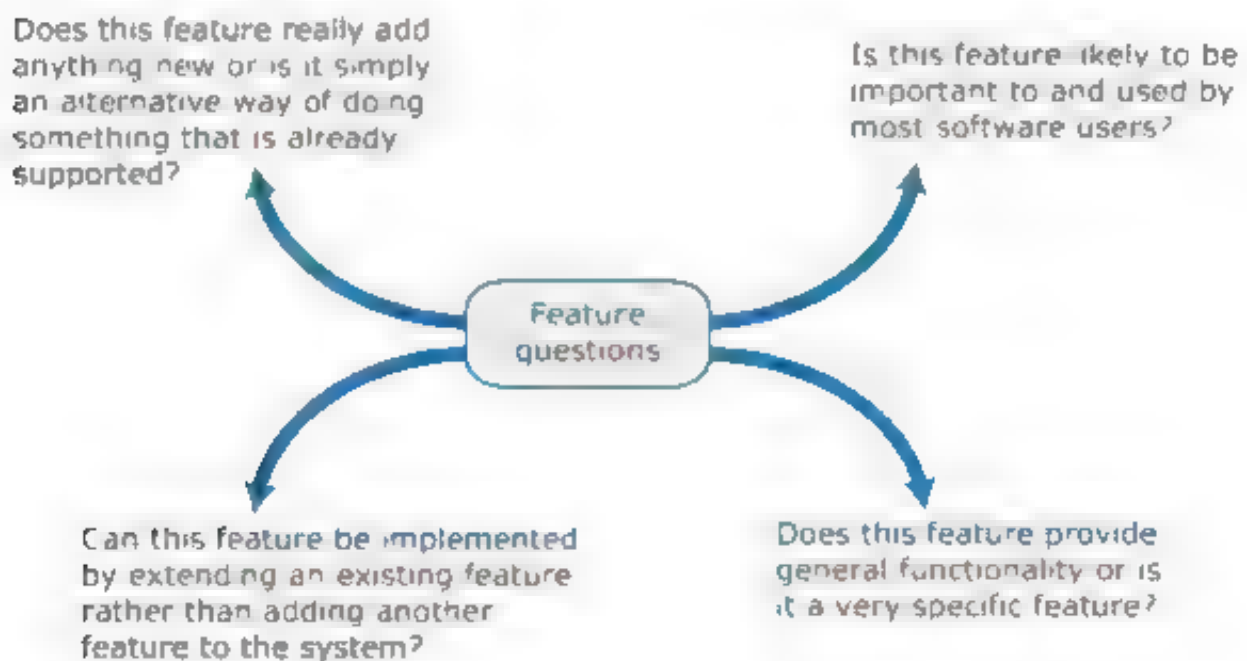 Does this feature really add
anything new or is it simply
an alternative way of doing
something that is already
supported?
Is this feature likely to be
important to and used by
most software users?
Feature
questions
Can this feature be implemented
by extending an existing feature
rather than adding another
feature to the system?
Does this feature provide
general functionality or is
it a very specific feature?